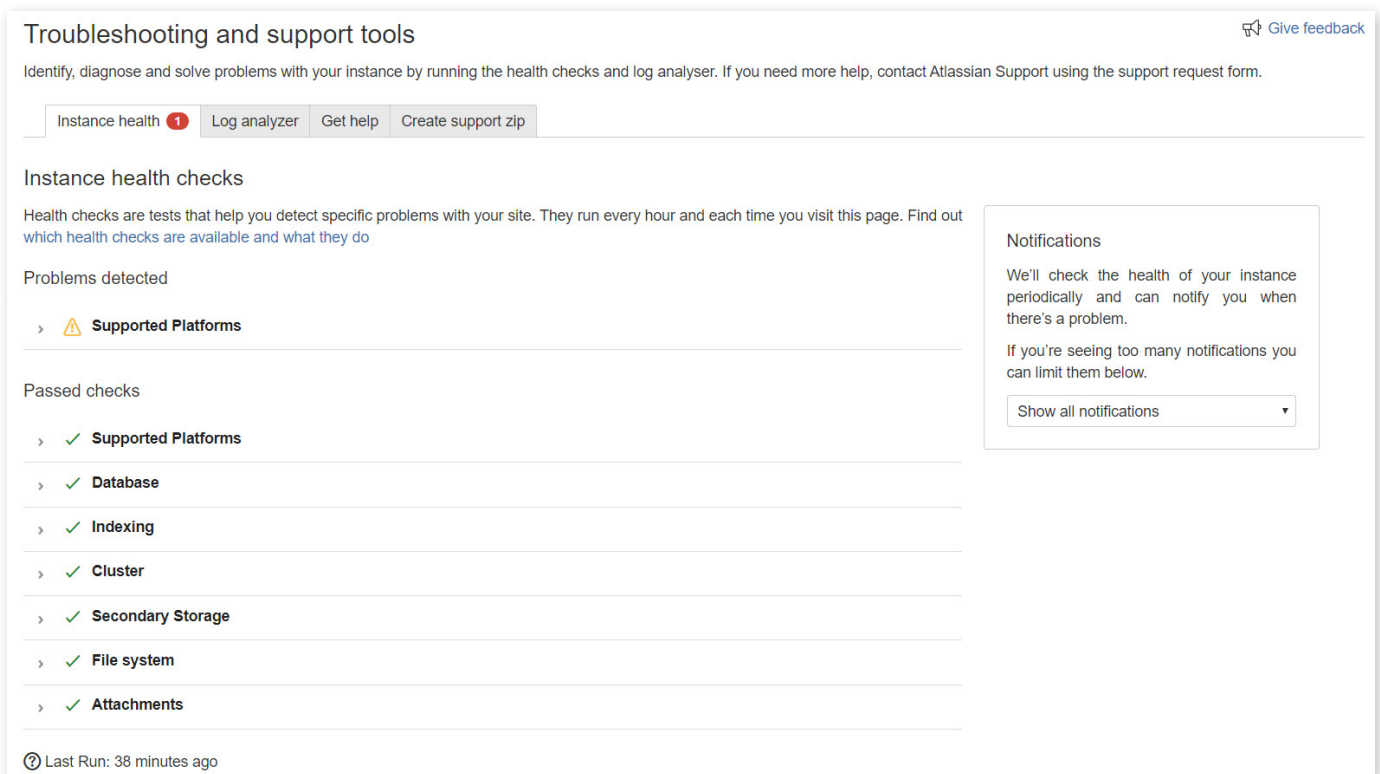 Troubleshooting and support tools
Give feedback
Identify, diagnose and solve problems with your instance by running the health checks and log analyser. If you need more help, contact Atlassian Support using the support request form.
Instance health 1
Log analyzer
Get help
Create support zip
Instance health checks
Health checks are tests that help you detect specific problems with your site. They run every hour and each time you visit this page. Find out
which health checks are available and what they do
Problems detected
Supported Platforms
Passed checks
Supported Platforms
Database
Indexing
Cluster
Secondary Storage
File system
Attachments
Last Run: 38 minutes ago
Notifications
We'll check the health of your instance
periodically and can notify you when
there's a problem.
If you're seeing too many notifications you
can limit them below.
Show all notifications